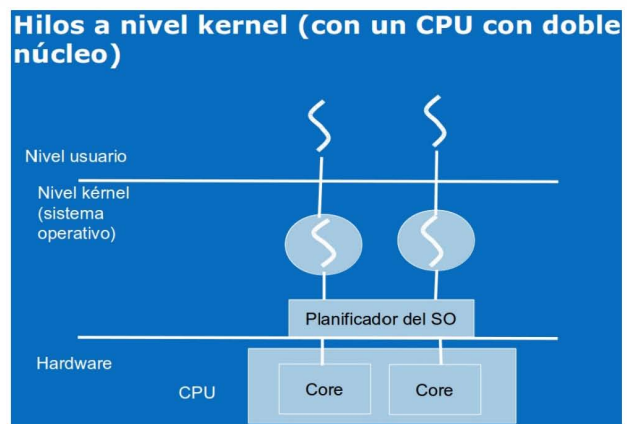 Hilos a nivel kernel (con un CPU con doble
núcleo)
Nivel usuario
Nivel kérnel
(sistema
operativo)
Planificador del SO
Hardware
CPU
Core
Core